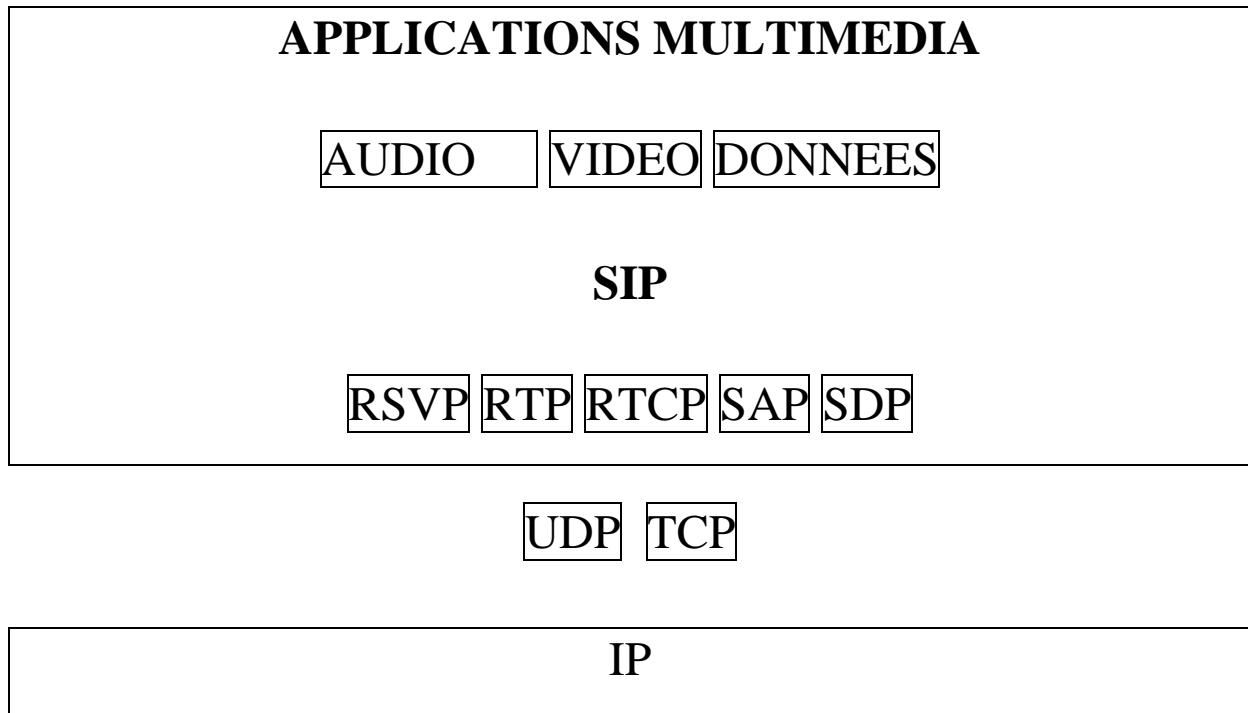 APPLICATIONS MULTIMEDIA
AUDIO VIDEO DONNEES
SIP
RSVP RTP RTCP SAP SDP
UDP TCP
IP